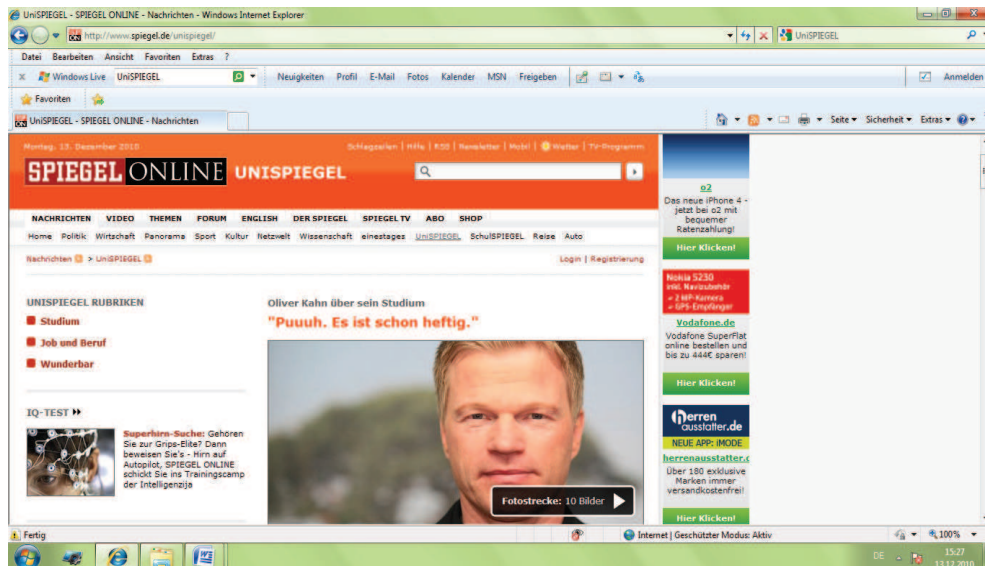 UniSPIEGEL - SPIEGEL ONLINE - Nachrichten - Windows Internet Explorer
http://www.spiegel.de/unispiegel/
UniSPIEGEL
Datei Bearbeiten Ansicht Favoriten Extras ?
x Windows Live UniSPIEGEL Neuigkeiten Profil E-Mail Fotos Kalender MSN Freigeben Anmelden
Favoriten
UniSPIEGEL - SPIEGEL ONLINE - Nachrichten
Seite Sicherheit Extras
Montag, 13. Dezember 2010
Schlagzeilen | Hilfe | RSS | Newsletter | Mobil | Wetter | TV-Programm
SPIEGEL ONLINE UNISPIEGEL
NACHRICHTEN VIDEO THEMEN FORUM ENGLISH DER SPIEGEL SPIEGEL TV ABO SHOP
Home Politik Wirtschaft Panorama Sport Kultur Netzwelt Wissenschaft einestages UniSPIEGEL SchulSPIEGEL Reise Auto
Nachrichten > UniSPIEGEL
Login | Registrierung
UNISPIEGEL RUBRIKEN
Studium
Job und Beruf
Wunderbar
IQ-TEST
Superhirn-Suche: Gehören
Sie zur Grips-Elite? Dann
beweisen Sie's - Hirn auf
Autopilot, SPIEGEL ONLINE
schickt Sie ins Trainingscamp
der Intelligenzija
Oliver Kahn über sein Studium
"Puuuh. Es ist schon heftig."
Fotostrecke: 10 Bilder
o2
Das neue iPhone 4 -
jetzt bei o2 mit
bequemer
Ratenzahlung!
Hier Klicken!
Nokia 5230
inkl. Navizubehör
+ 2 MP-Kamera
+ GPS-Empfänger
Vodafone.de
Vodafone SuperFlat
online bestellen und
bis zu 444€ sparen!
Hier Klicken!
herren
ausstatter.de
NEUE APP: iMODE
herrenausstatter.c
Über 180 exklusive
Marken immer
versandkostenfrei!
Hier Klicken!
Fertig
Internet | Geschützter Modus: Aktiv
100%
DE
15:27
13.12.2010